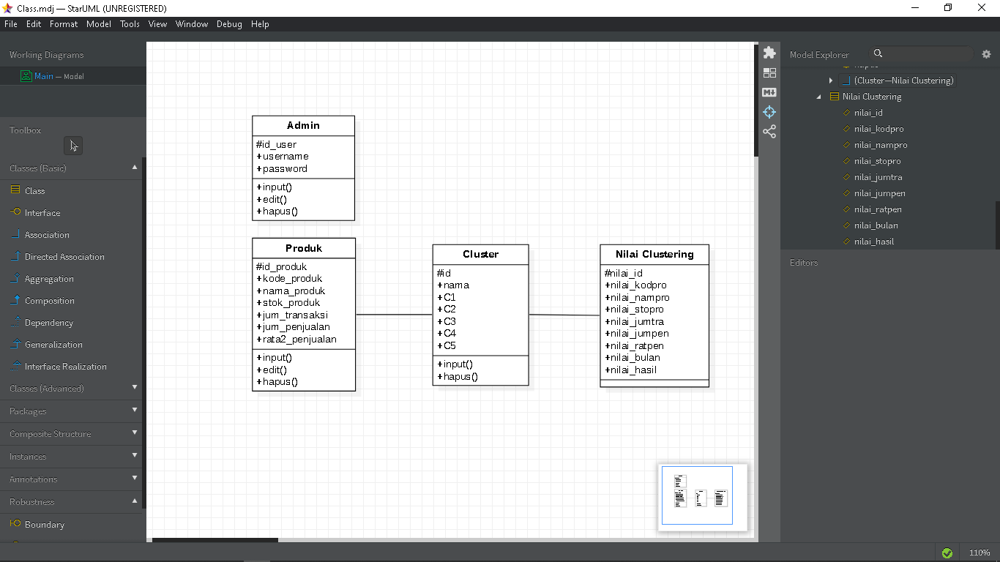 Class.mdj — StarUML (UNREGISTERED)
File Edit Format Model Tools View Window Debug Help
Working Diagrams
Main — Model
Toolbox
Classes (Basic)
Class
Interface
Association
Directed Association
Aggregation
Composition
Dependency
Generalization
Interface Realization
Classes (Advanced)
Packages
Composite Structure
Instances
Annotations
Robustness
Boundary
Admin
#id_user
+username
+password
+input()
+edit()
+hapus()
Produk
#id_produk
+kode_produk
+nama_produk
+stok_produk
+jum_transaksi
+jum_penjualan
+rata2_penjualan
+input()
+edit()
+hapus()
Cluster
#id
+nama
+C1
+C2
+C3
+C4
+C5
+input()
+hapus()
Nilai Clustering
#nilai_id
+nilai_kodpro
+nilai_nampro
+nilai_stopro
+nilai_jumtra
+nilai_jumpen
+nilai_ratpen
+nilai_bulan
+nilai_hasil
M
Model Explorer
(Cluster—Nilai Clustering)
Nilai Clustering
nilai_id
nilai_kodpro
nilai_nampro
nilai_stopro
nilai_jumtra
nilai_jumpen
nilai_ratpen
nilai_bulan
nilai_hasil
Editors
110%